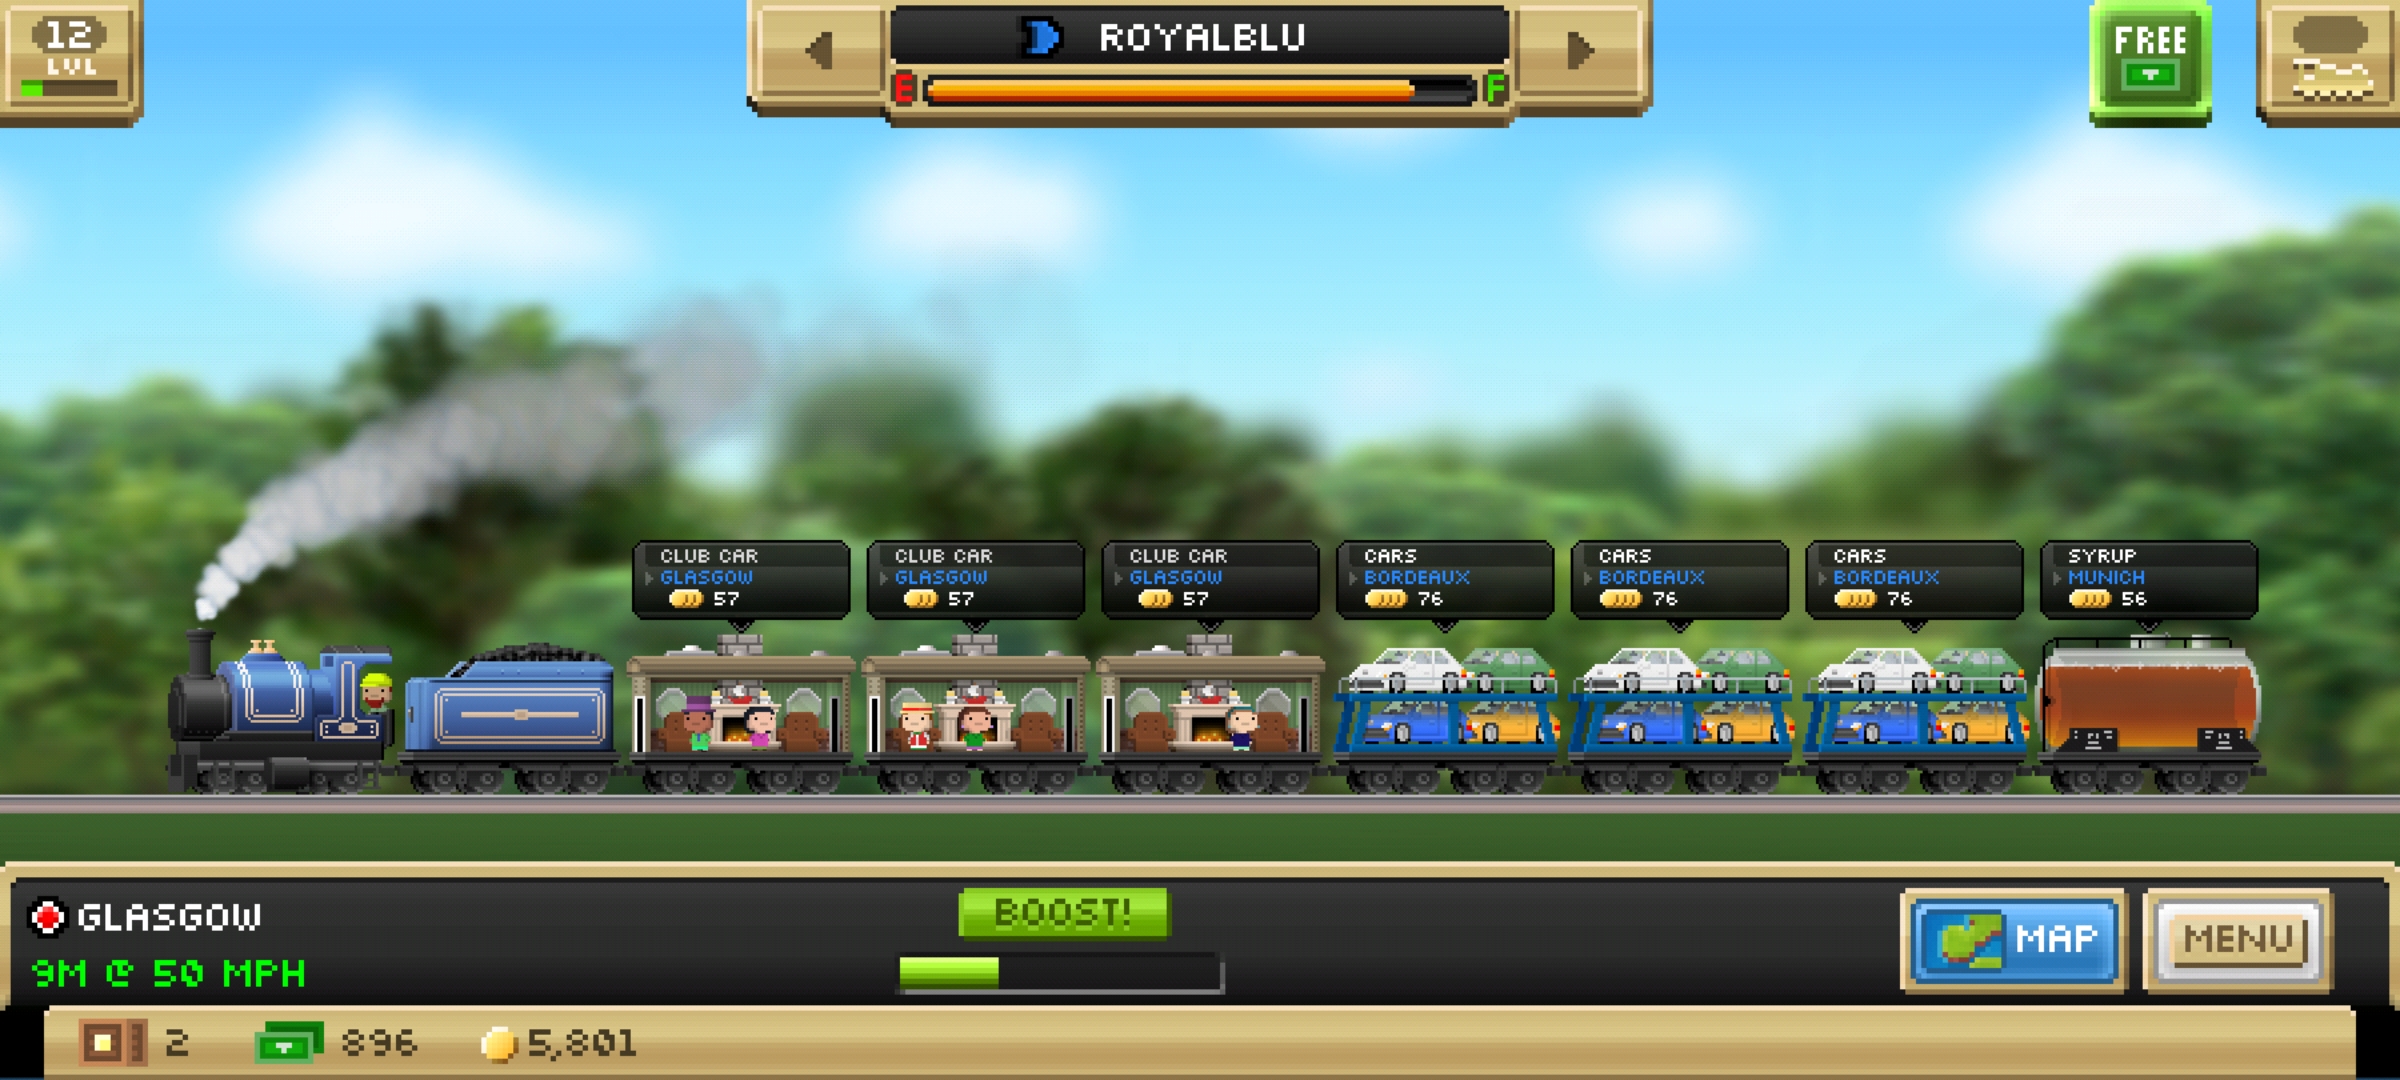 12
LVL
ROYALBLU
E
F
FREE
CLUB CAR
GLASGOW
57
CLUB CAR
GLASGOW
57
CLUB CAR
GLASGOW
57
CARS
BORDEAUX
76
CARS
BORDEAUX
76
CARS
BORDEAUX
76
SYRUP
MUNICH
56
GLASGOW
9M @ 50 MPH
BOOST!
MAP
MENU
2
896
5,801